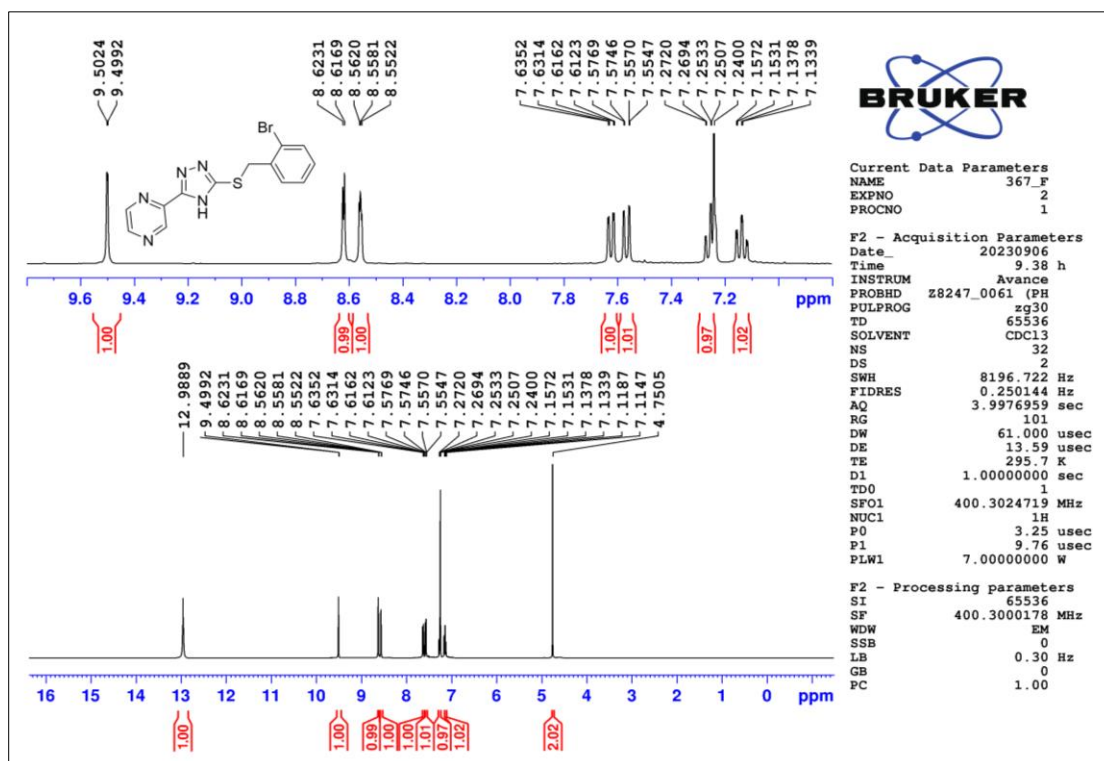 9.5024
9.4992
8.6231
8.6169
8.5620
8.5581
8.5522
7.6352
7.6314
7.6162
7.6123
7.5769
7.5746
7.5570
7.5547
7.2720
7.2694
7.2533
7.2507
7.2400
7.1572
7.1531
7.1378
7.1339
Br
N N
N
N
H
S
N
N
9.6 9.4 9.2 9.0 8.8 8.6 8.4 8.2 8.0 7.8 7.6 7.4 7.2 ppm
1.00 0.99 1.00 1.00 1.01 0.97 1.02
12.9889
9.4992
8.6231
8.6169
8.5620
8.5581
8.5522
7.6352
7.6314
7.6162
7.6123
7.5769
7.5746
7.5570
7.5547
7.2720
7.2694
7.2533
7.2507
7.2400
7.1572
7.1531
7.1378
7.1339
7.1187
7.1147
4.7505
16 15 14 13 12 11 10 9 8 7 6 5 4 3 2 1 0 ppm
1.00 1.00 0.99 1.00 1.00 1.01 0.97 1.02 2.02
BRUKER
Current Data Parameters
NAME 367_F
EXPNO 2
PROCNO 1
F2 - Acquisition Parameters
Date_ 20230906
Time 9.38 h
INSTRUM Avance
PROBHD Z8247_0061 (PH
PULPROG zg30
TD 65536
SOLVENT CDCl3
NS 32
DS 2
SWH 8196.722 Hz
FIDRES 0.250144 Hz
AQ 3.9976959 sec
RG 101
DW 61.000 usec
DE 13.59 usec
TE 295.7 K
D1 1.00000000 sec
TD0 1
SFO1 400.3024719 MHz
NUC1 1H
P0 3.25 usec
P1 9.76 usec
PLW1 7.00000000 W
F2 - Processing parameters
SI 65536
SF 400.3000178 MHz
WDW EM
SSB 0
LB 0.30 Hz
GB 0
PC 1.00